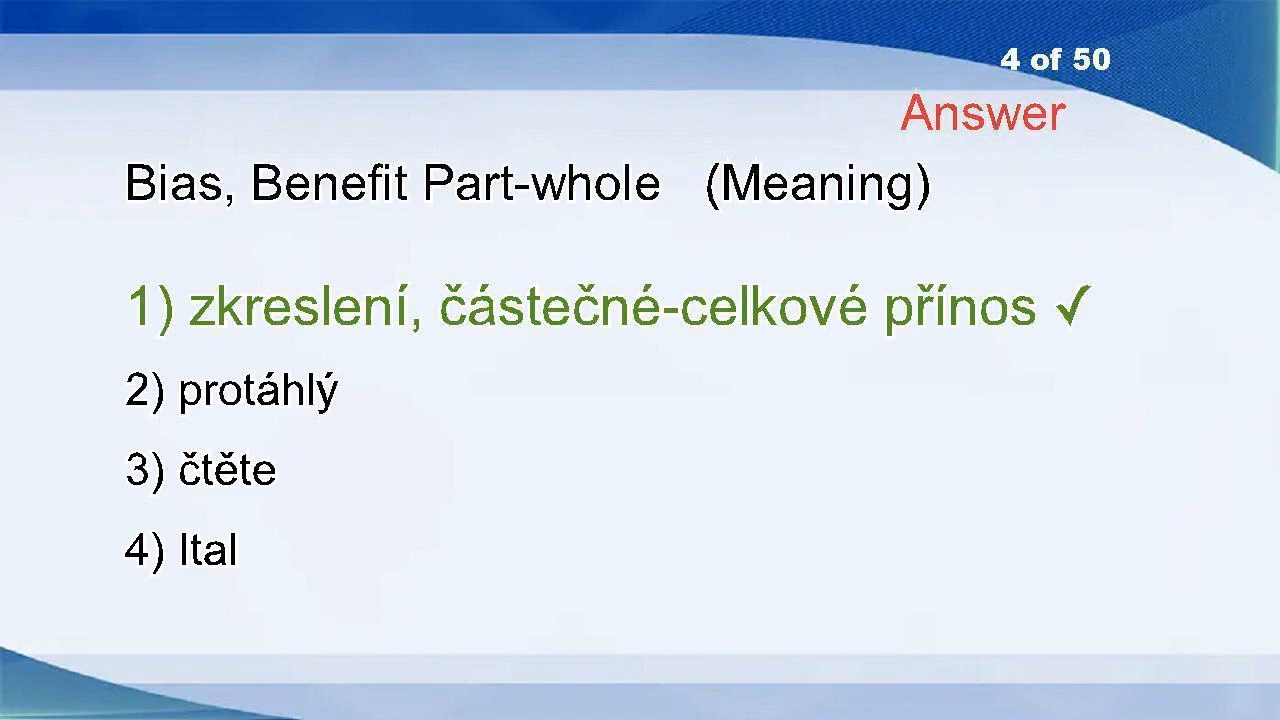 4 of 50
Answer
Bias, Benefit Part-whole (Meaning)
1) zkreslení, částečné-celkové přínos ✓
2) protáhlý
3) čtěte
4) Ital